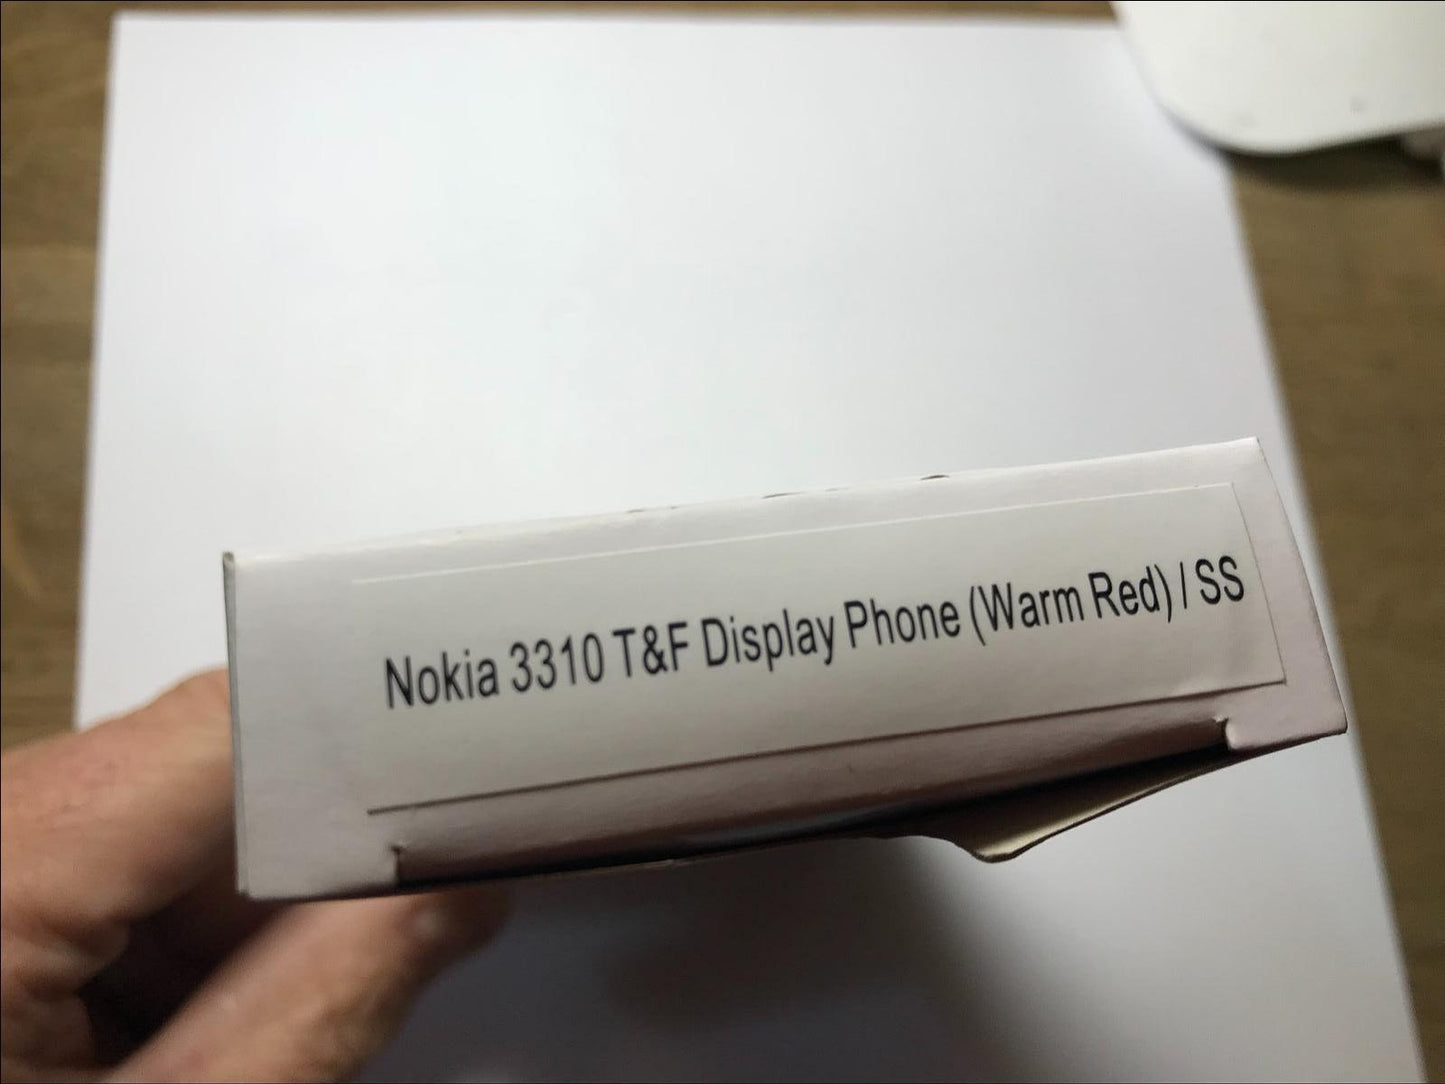 Nokia 3310 T&F Display Phone (Warm Red) / SS